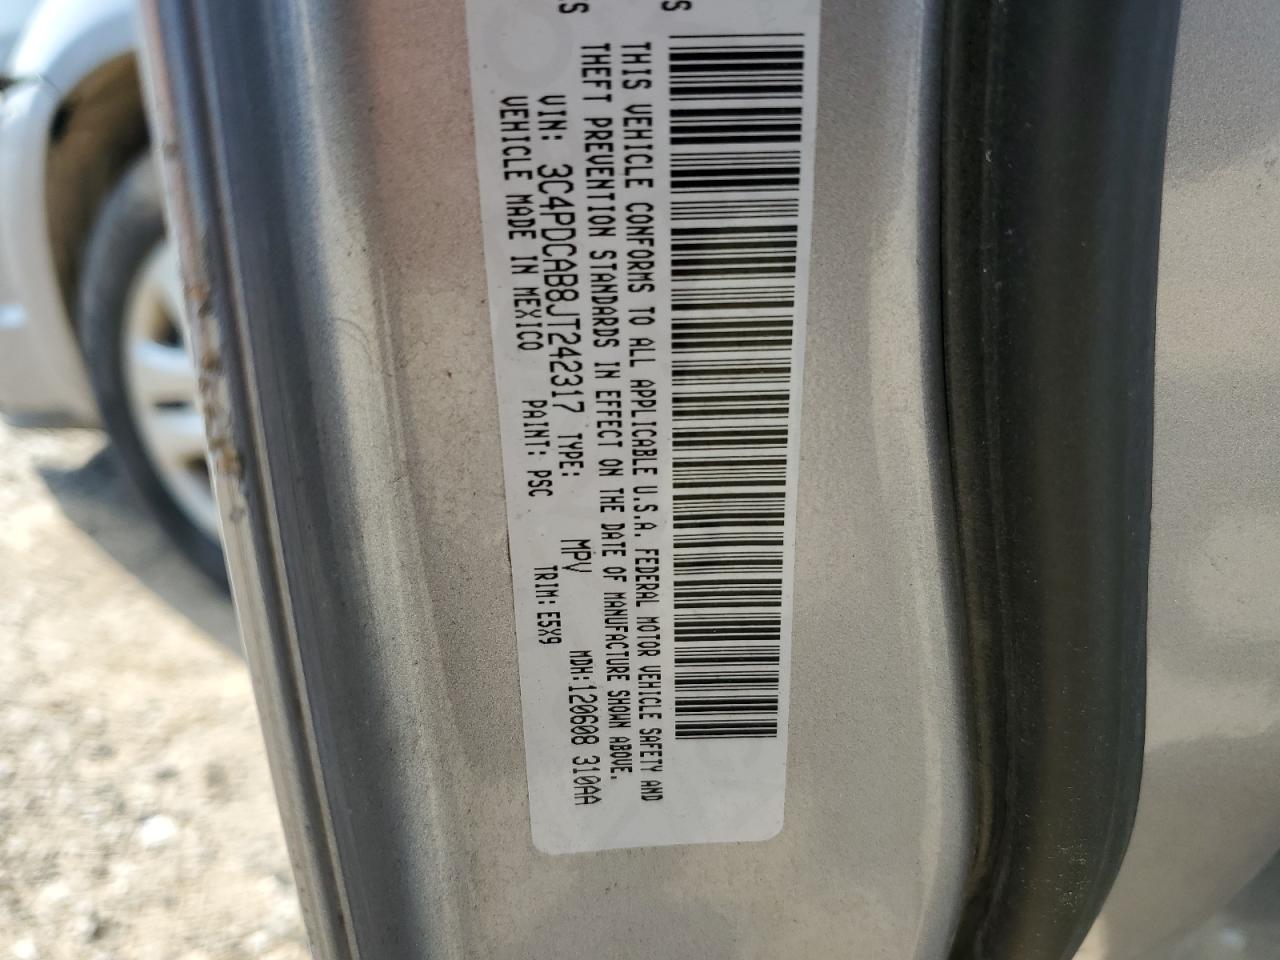 THIS VEHICLE CONFORMS TO ALL APPLICABLE U.S.A. FEDERAL MOTOR VEHICLE SAFETY AND
THEFT PREVENTION STANDARDS IN EFFECT ON THE DATE OF MANUFACTURE SHOWN ABOVE.
VIN: 3C4PDCAB8JT242317 TYPE: MPV MDH:120608 310AA
VEHICLE MADE IN MEXICO PAINT: PSC TRIM: E5X9